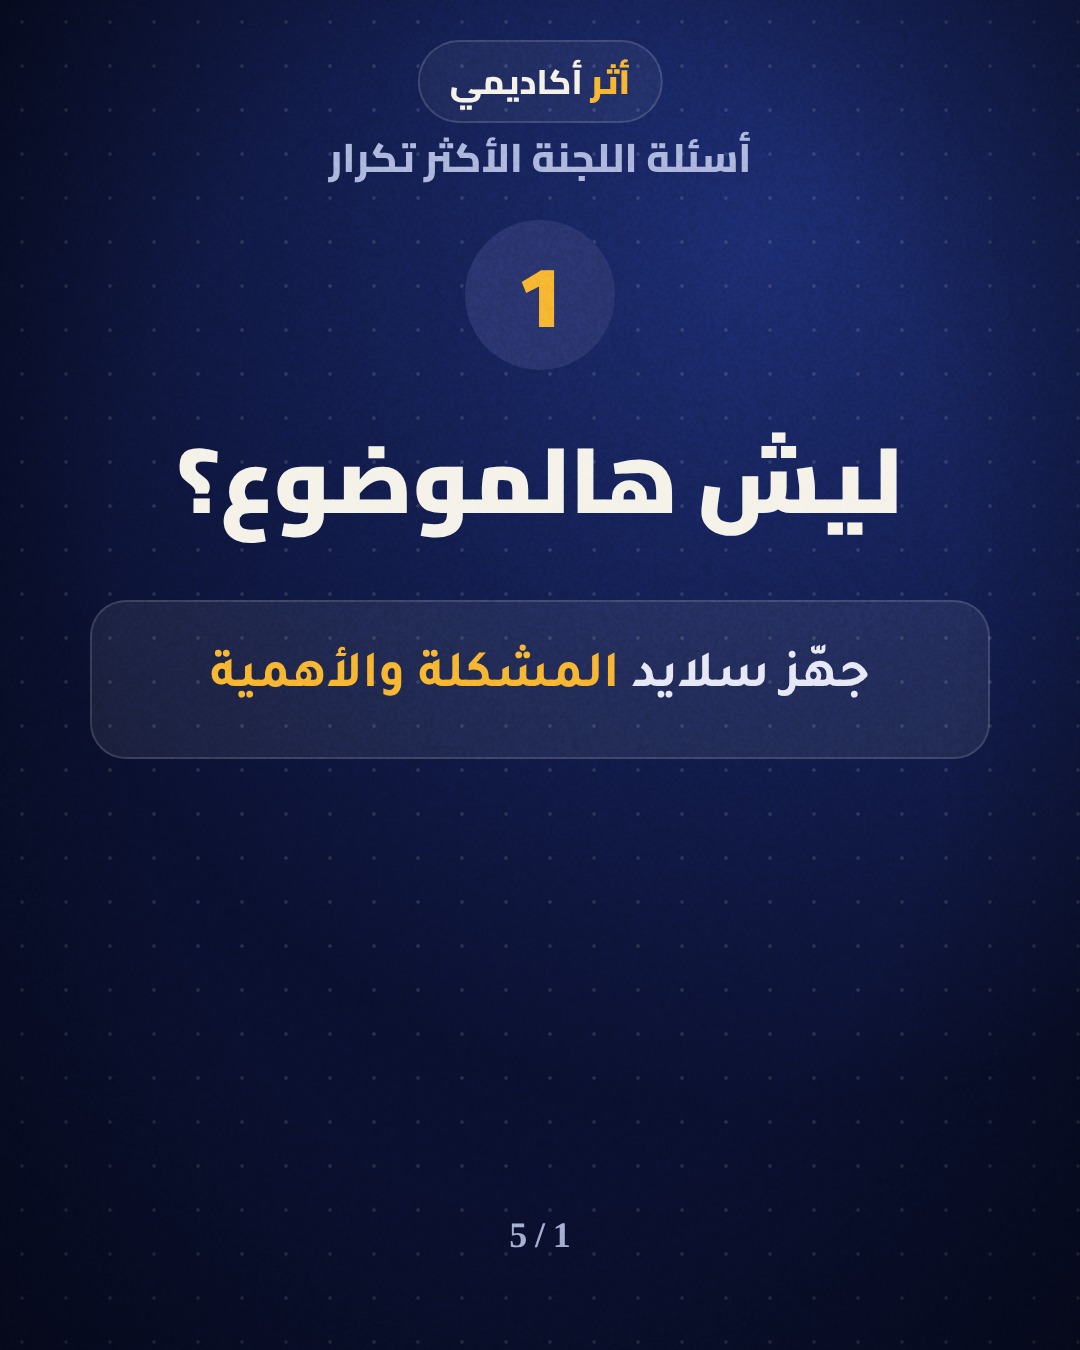 أثر أكاديمي
أسئلة اللجنة الأكثر تكرار
1
ليش هالموضوع؟
جهّز سلايد المشكلة والأهمية
5 / 1